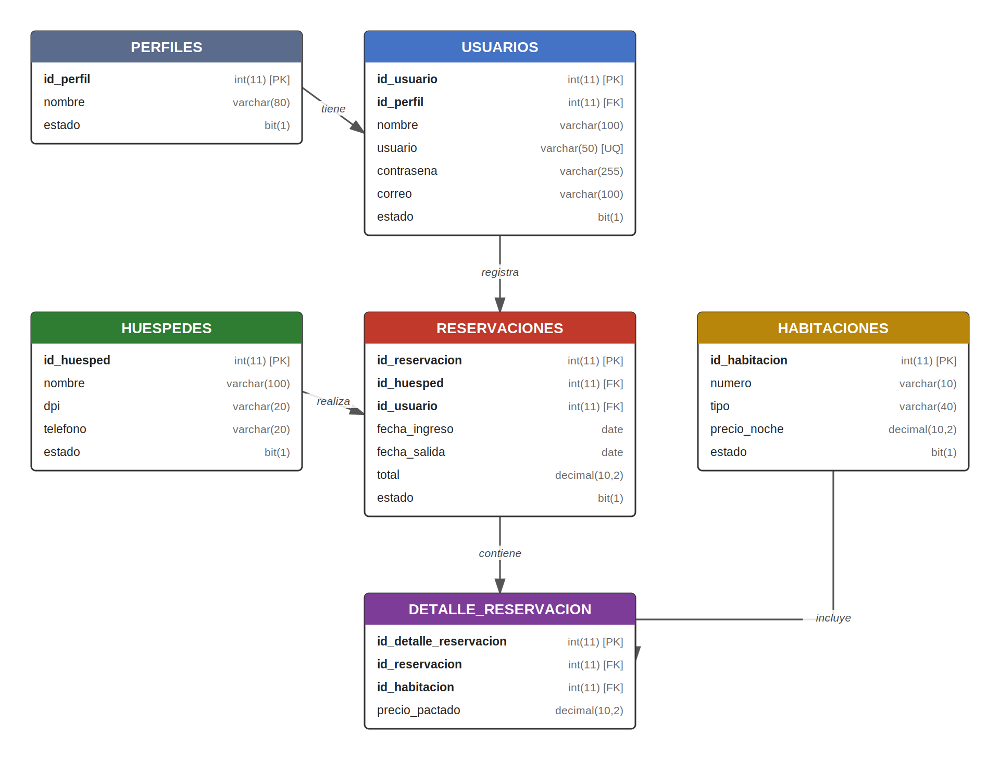 PERFILES
id_perfil int(11) [PK]
nombre varchar(80)
estado bit(1)
tiene
USUARIOS
id_usuario int(11) [PK]
id_perfil int(11) [FK]
nombre varchar(100)
usuario varchar(50) [UQ]
contrasena varchar(255)
correo varchar(100)
estado bit(1)
registra
HUESPEDES
id_huesped int(11) [PK]
nombre varchar(100)
dpi varchar(20)
telefono varchar(20)
estado bit(1)
realiza
RESERVACIONES
id_reservacion int(11) [PK]
id_huesped int(11) [FK]
id_usuario int(11) [FK]
fecha_ingreso date
fecha_salida date
total decimal(10,2)
estado bit(1)
HABITACIONES
id_habitacion int(11) [PK]
numero varchar(10)
tipo varchar(40)
precio_noche decimal(10,2)
estado bit(1)
contiene
incluye
DETALLE_RESERVACION
id_detalle_reservacion int(11) [PK]
id_reservacion int(11) [FK]
id_habitacion int(11) [FK]
precio_pactado decimal(10,2)